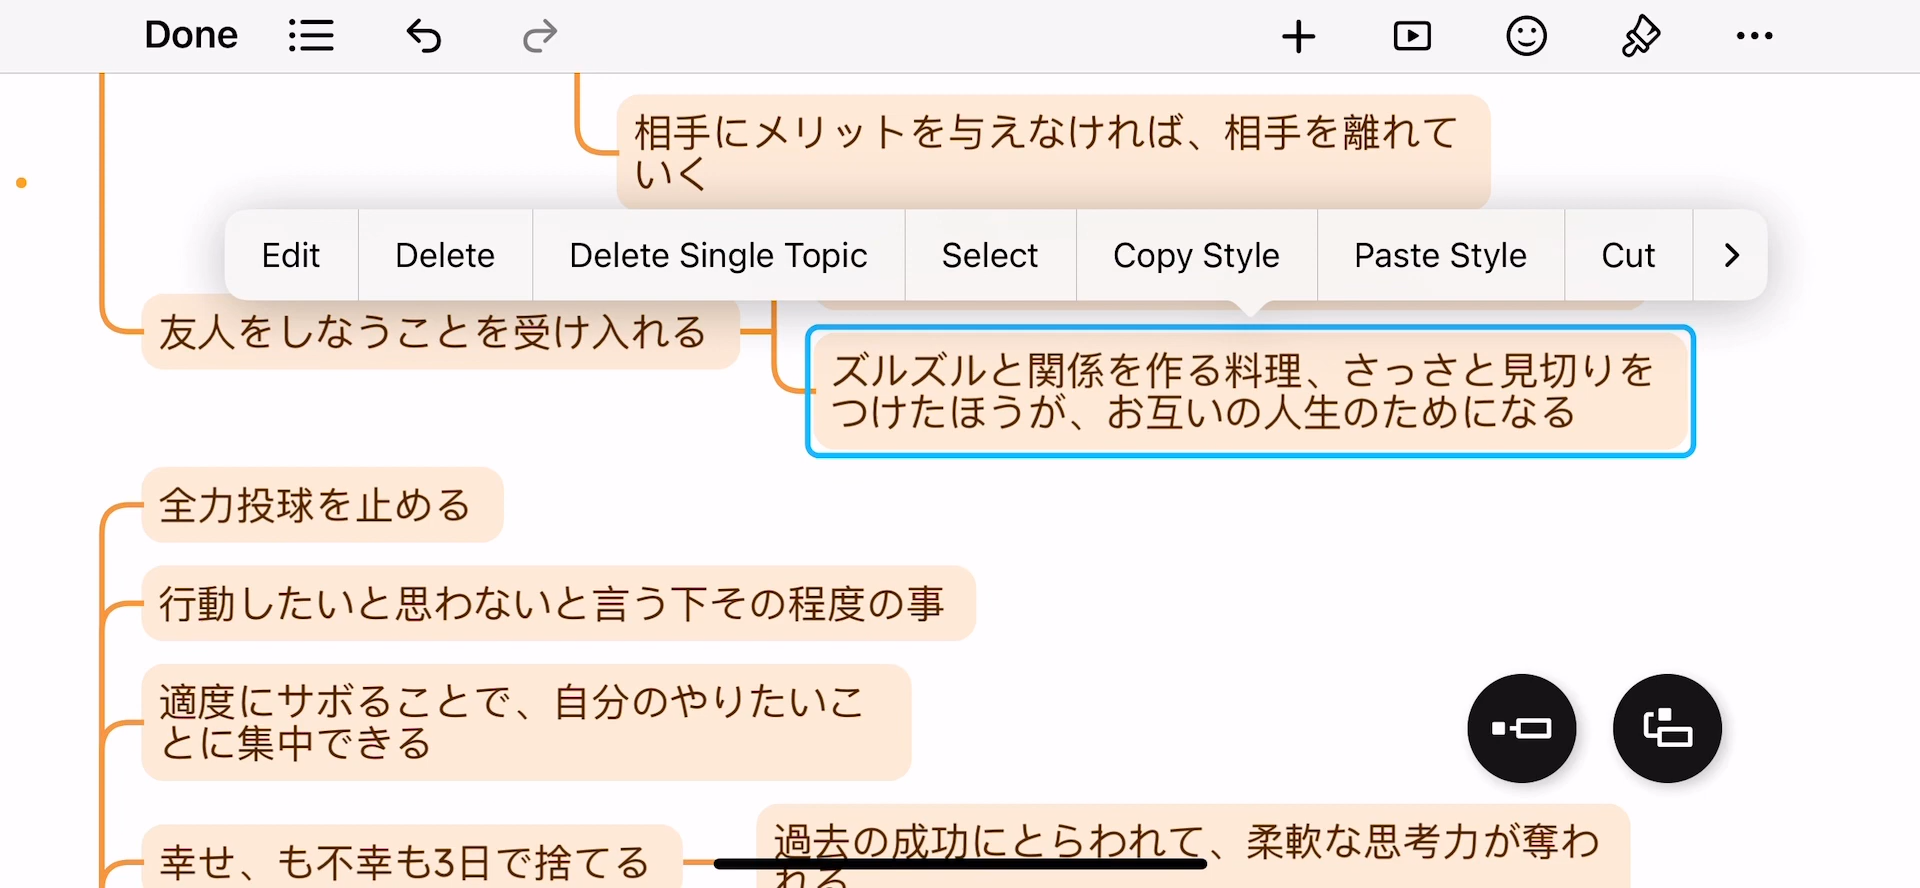 Done
相手にメリットを与えなければ、相手を離れて
いく
Edit
Delete
Delete Single Topic
Select
Copy Style
Paste Style
Cut
友人をしなうことを受け入れる
ズルズルと関係を作る料理、さっさと見切りを
つけたほうが、お互いの人生のためになる
全力投球を止める
行動したいと思わないと言う下その程度の事
適度にサボることで、自分のやりたいこ
とに集中できる
幸せ、も不幸も3日で捨てる
過去の成功にとらわれて、柔軟な思考力が奪わ
れる